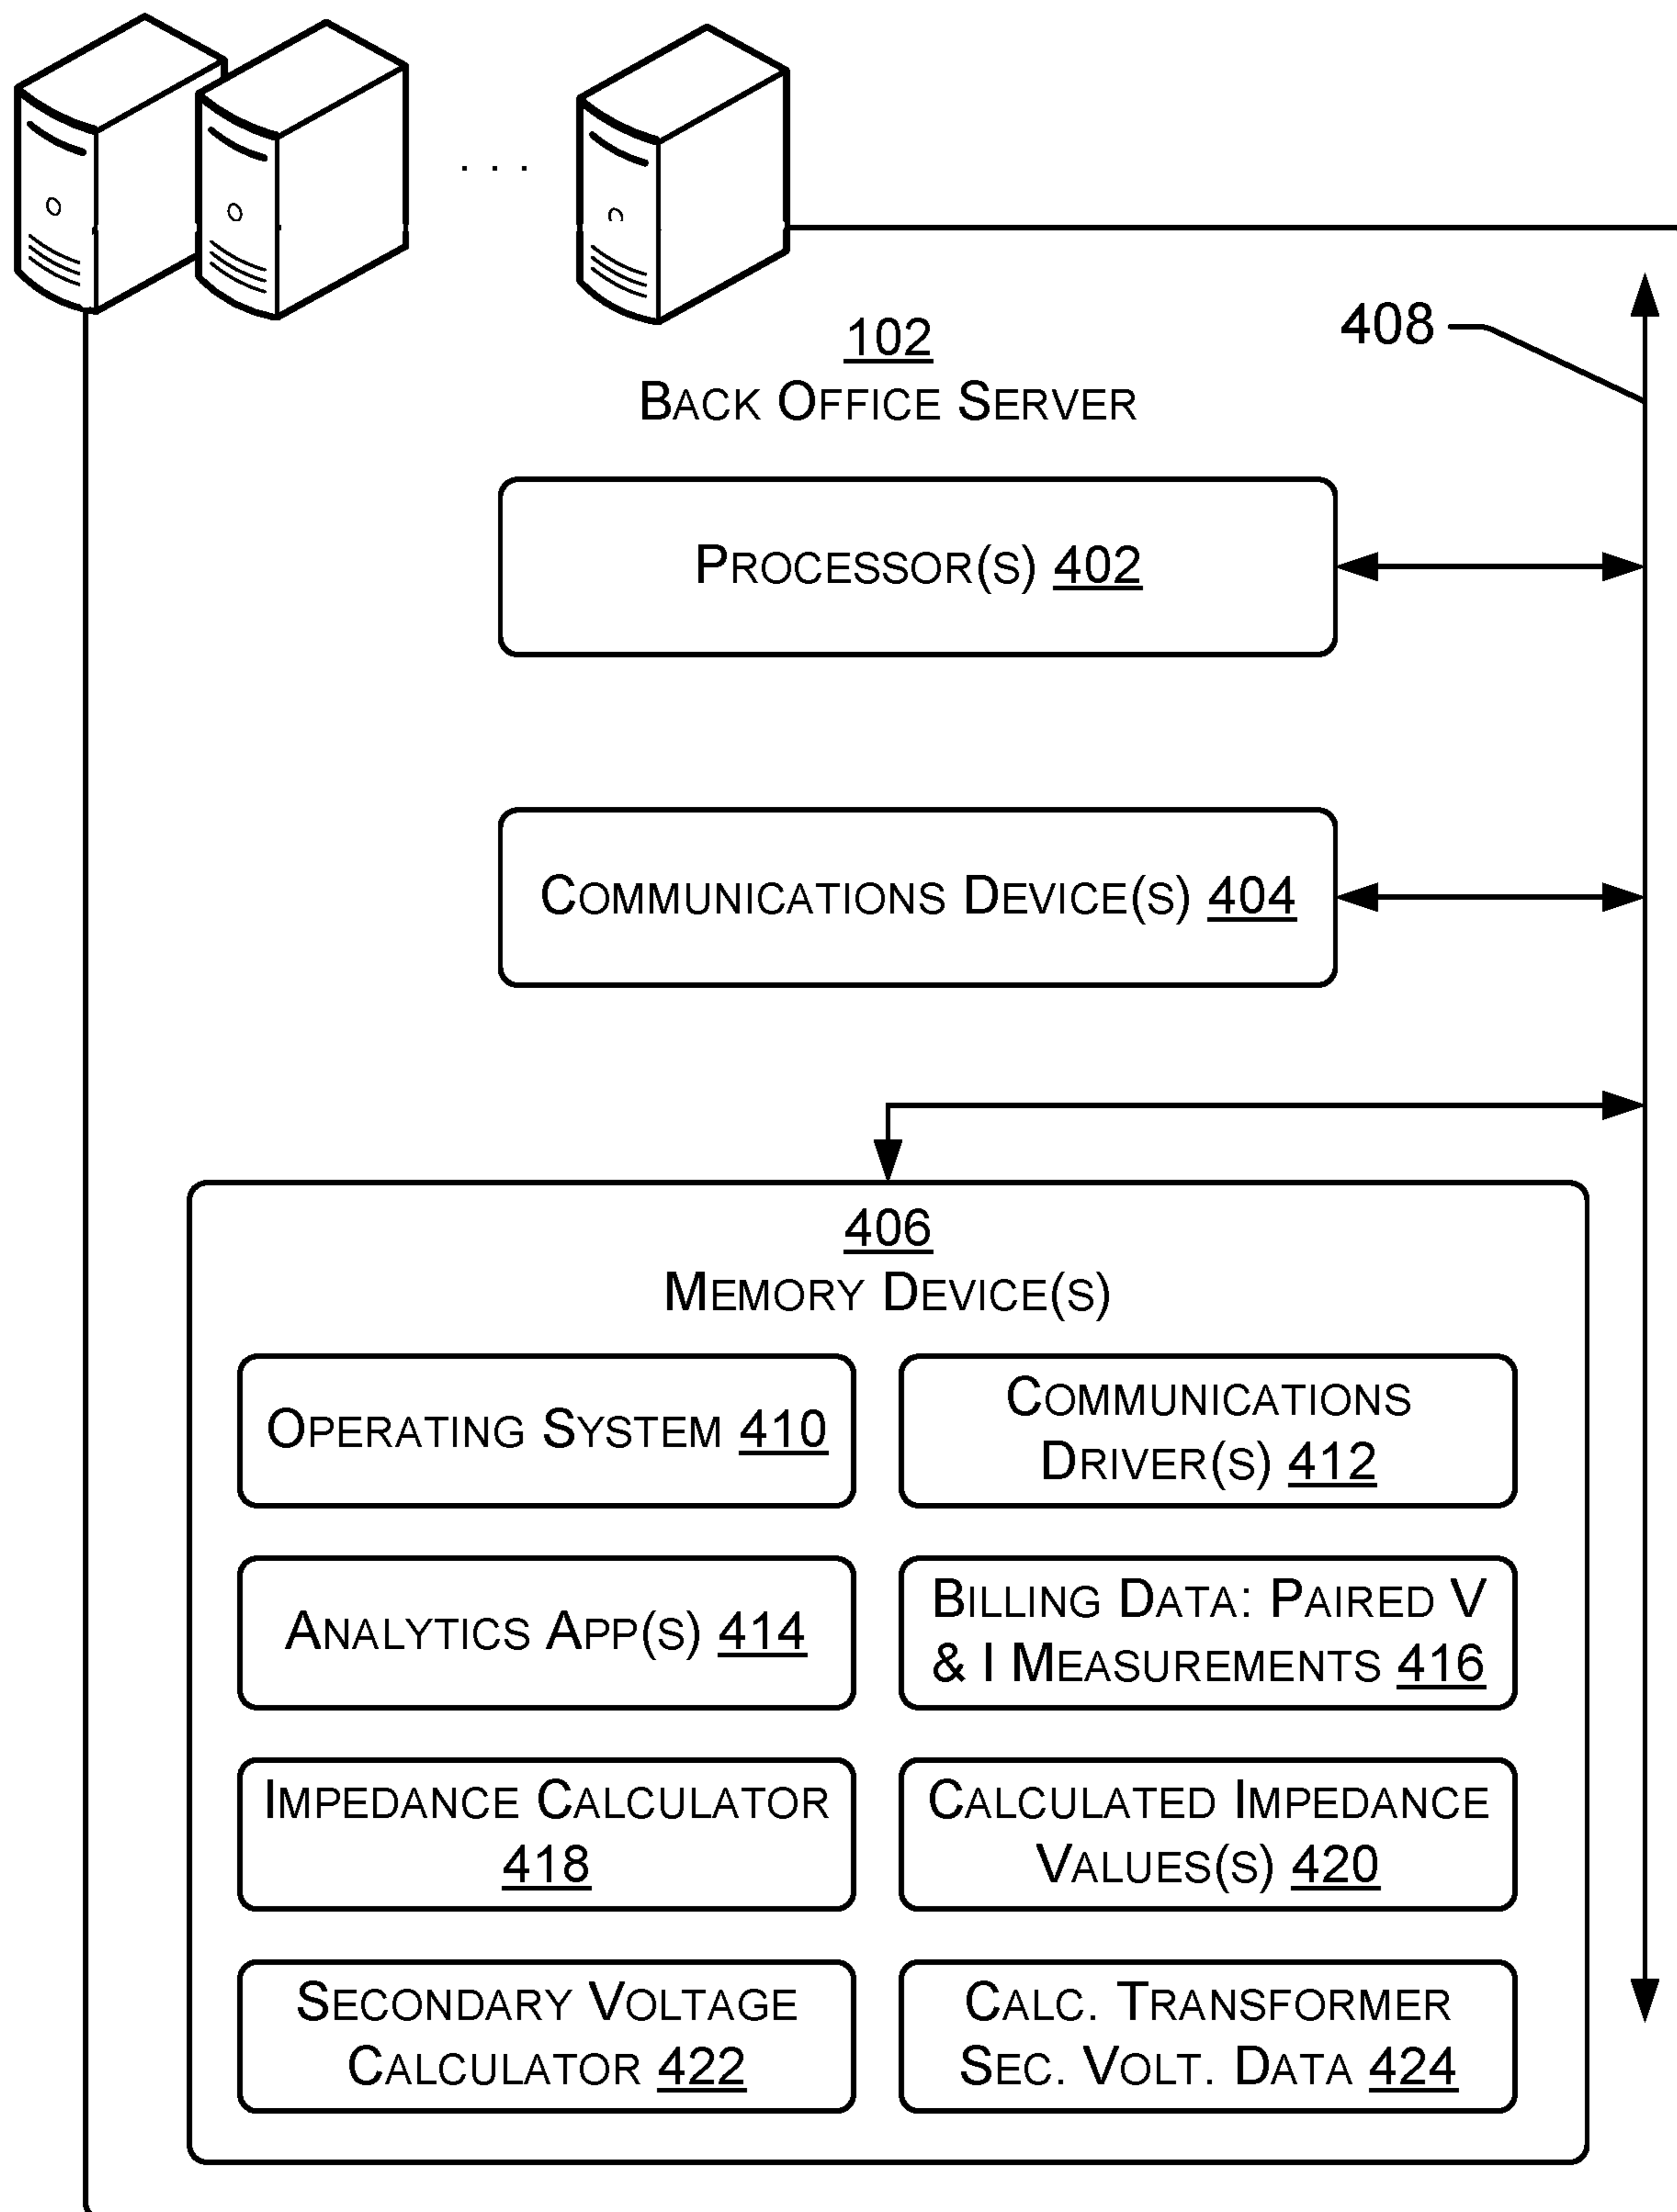 . . .
102
BACK OFFICE SERVER
408
PROCESSOR(S) 402
COMMUNICATIONS DEVICE(S) 404
406
MEMORY DEVICE(S)
OPERATING SYSTEM 410
COMMUNICATIONS
DRIVER(S) 412
ANALYTICS APP(S) 414
BILLING DATA: PAIRED V
& I MEASUREMENTS 416
IMPEDANCE CALCULATOR
418
CALCULATED IMPEDANCE
VALUES(S) 420
SECONDARY VOLTAGE
CALCULATOR 422
CALC. TRANSFORMER
SEC. VOLT. DATA 424